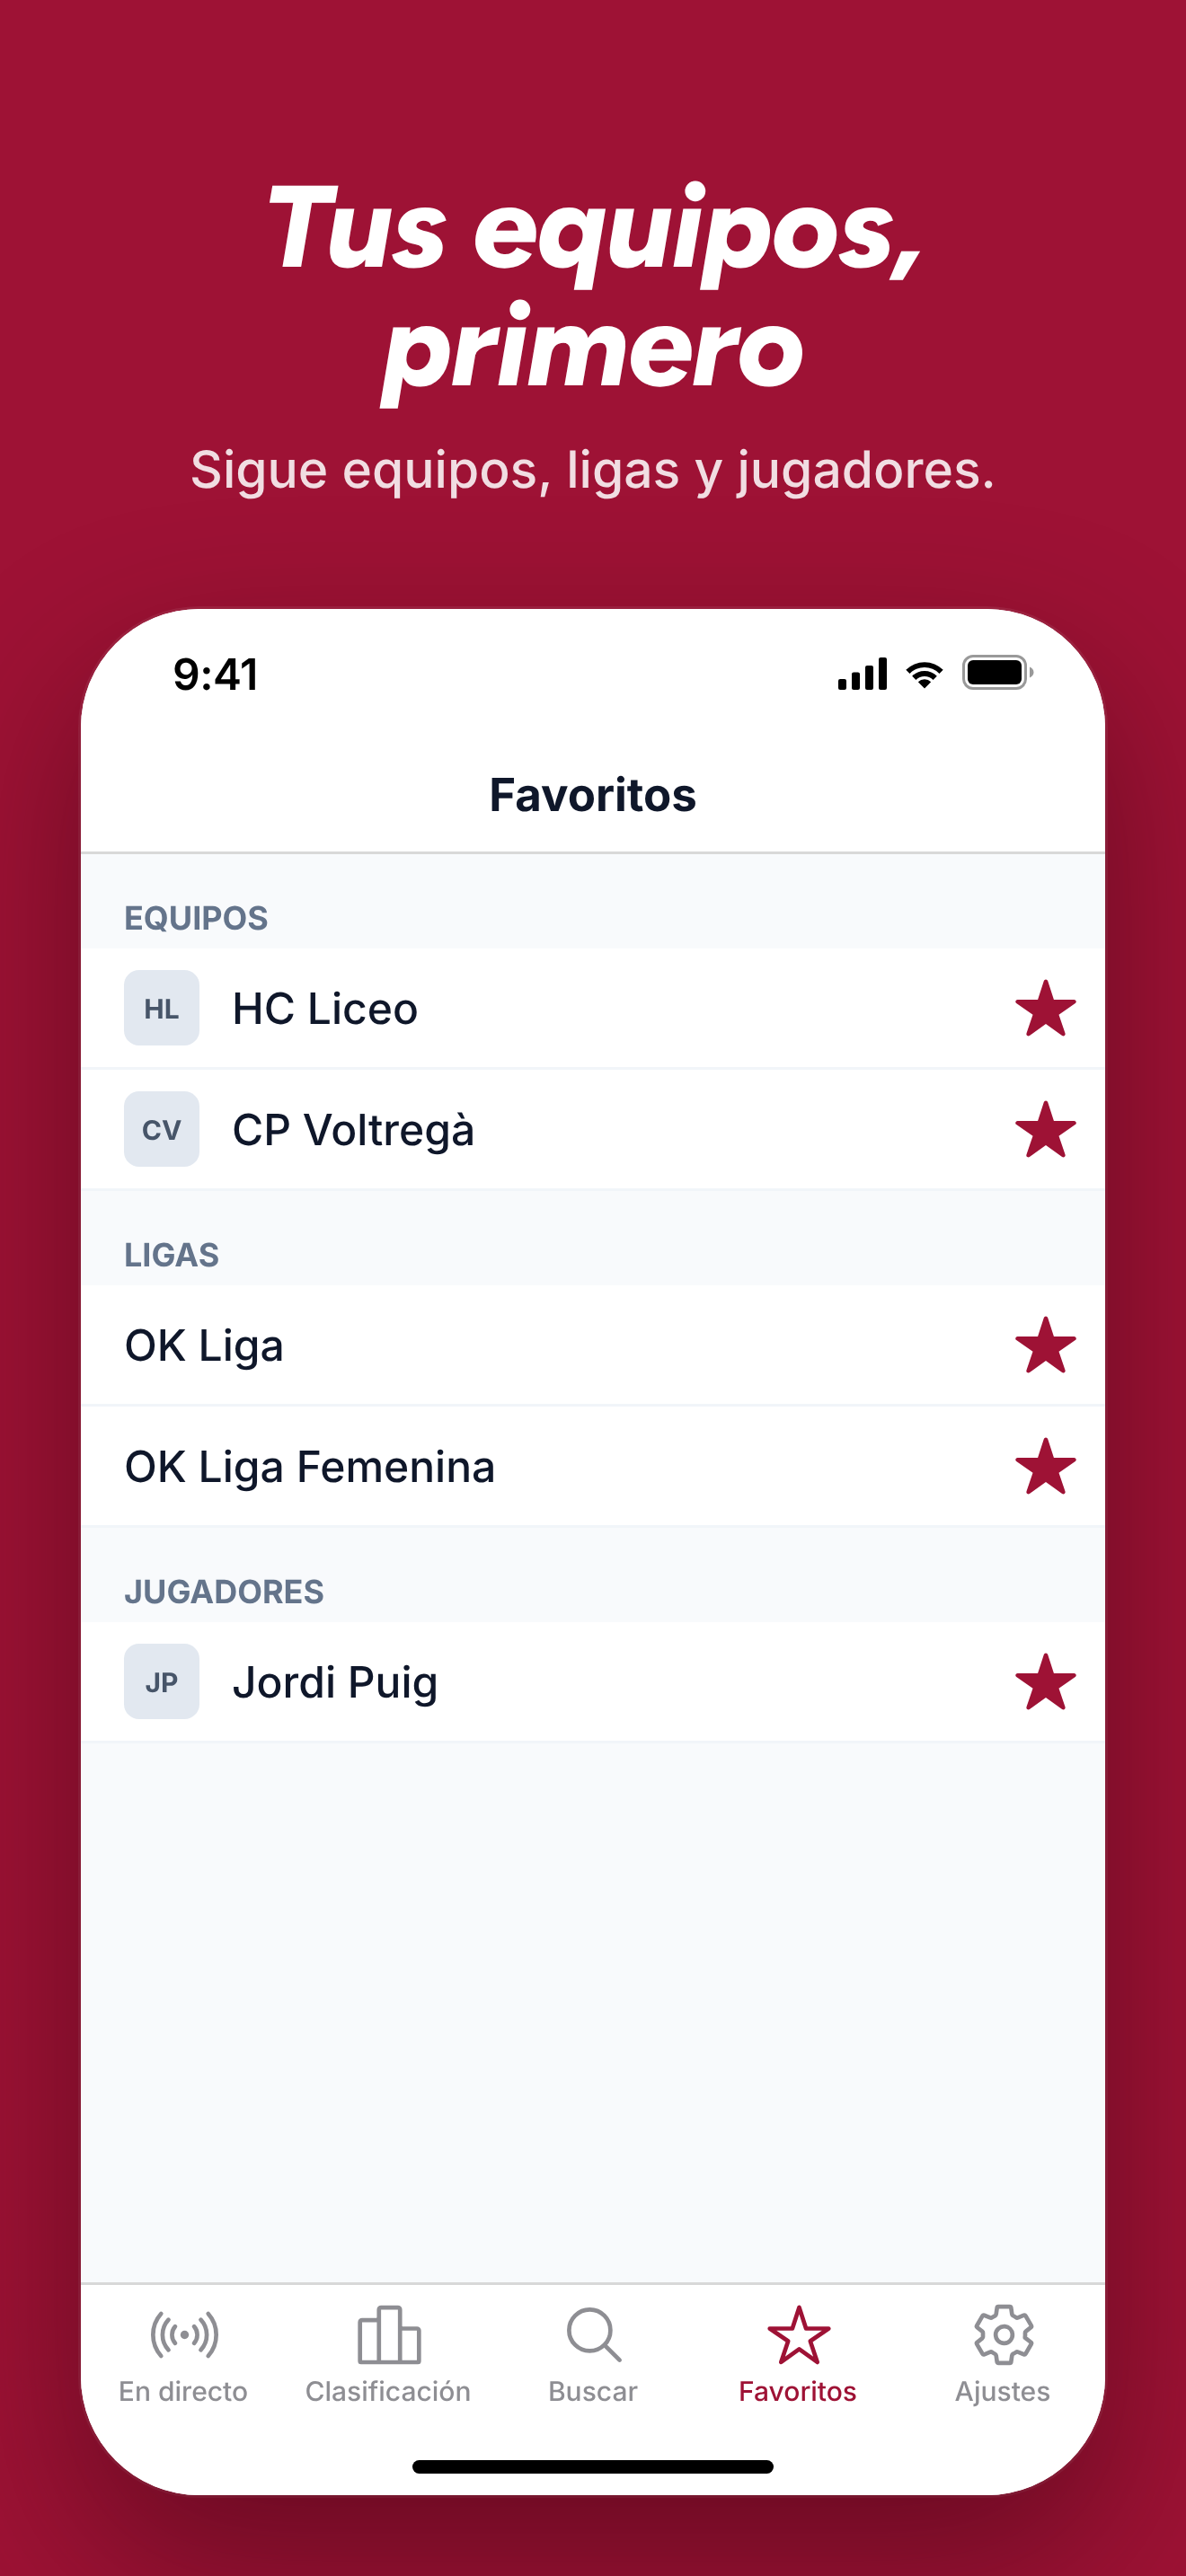 Tus equipos,
primero
Sigue equipos, ligas y jugadores.
9:41
Favoritos
EQUIPOS
HL HC Liceo
CV CP Voltregà
LIGAS
OK Liga
OK Liga Femenina
JUGADORES
JP Jordi Puig
En directo Clasificación Buscar Favoritos Ajustes